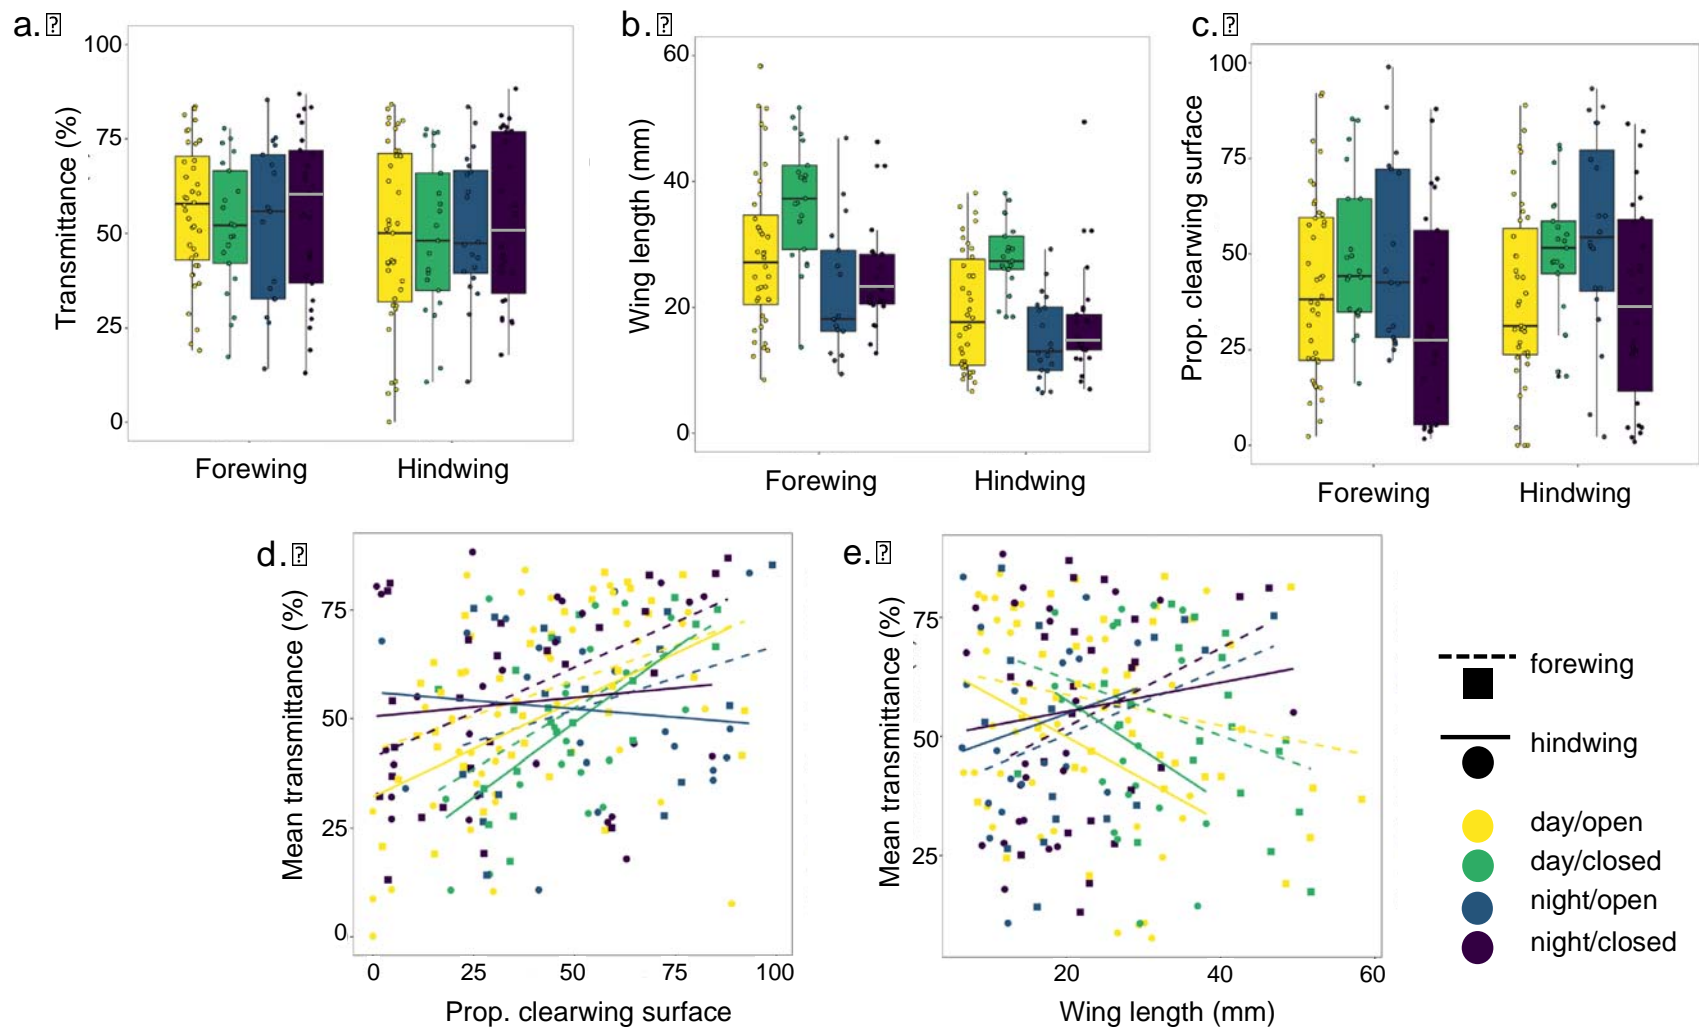 a.
100
75
50
25
0
Transmittance (%)
Forewing
Hindwing
b.
60
40
20
0
Wing length (mm)
Forewing
Hindwing
c.
100
75
50
25
0
Prop. clearwing surface
Forewing
Hindwing
d.
75
50
25
0
Mean transmittance (%)
0 25 50 75 100
Prop. clearwing surface
e.
75
50
25
Mean transmittance (%)
20 40 60
Wing length (mm)
forewing
hindwing
day/open
day/closed
night/open
night/closed